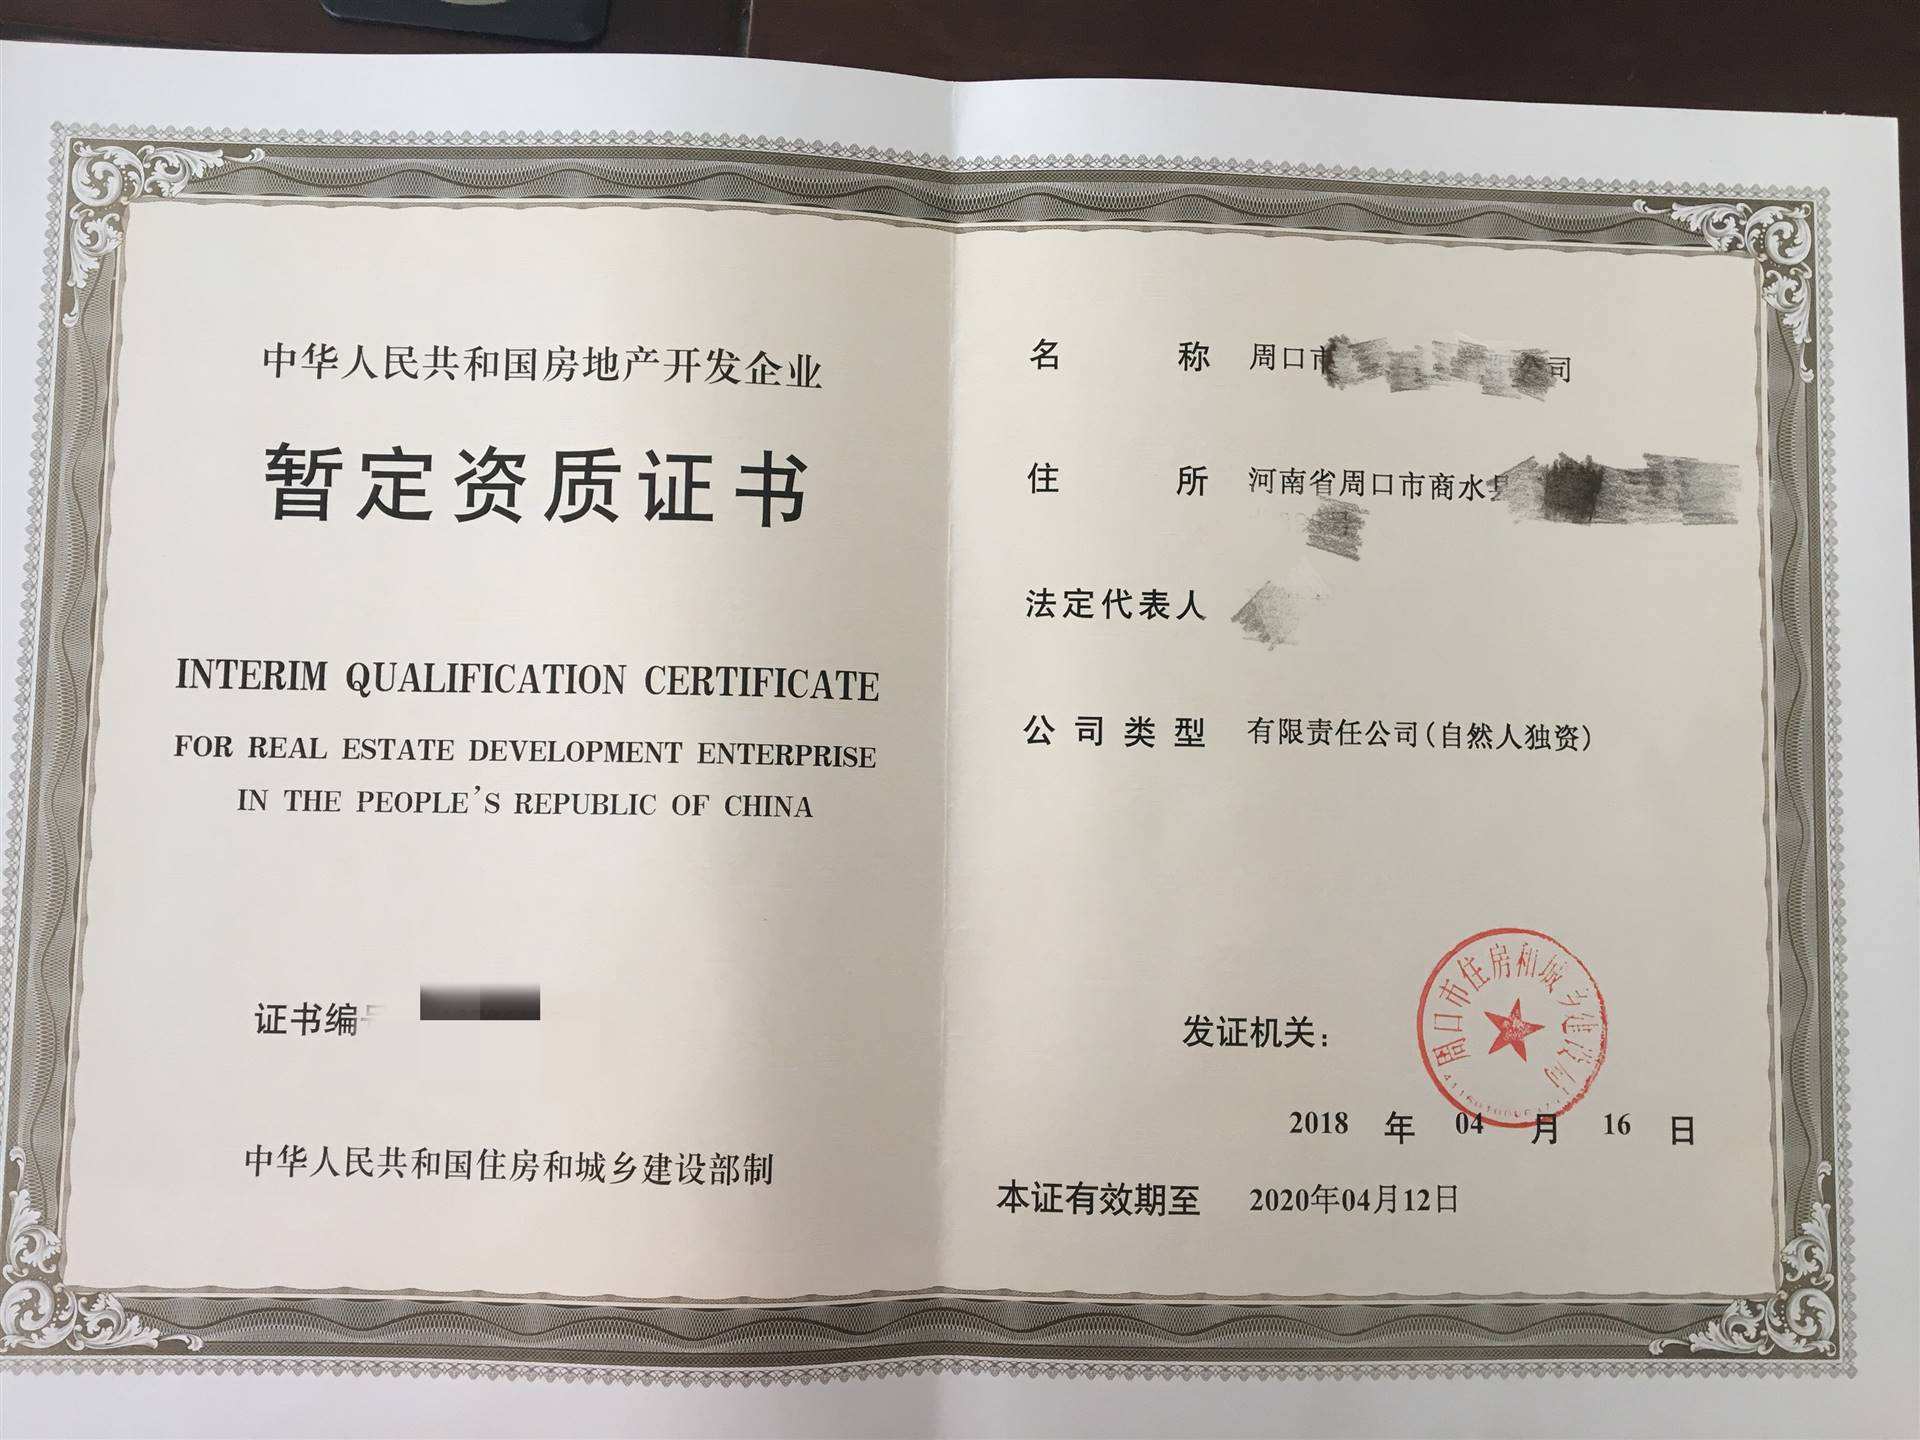 中华人民共和国房地产开发企业
暂定资质证书
INTERIM QUALIFICATION CERTIFICATE
FOR REAL ESTATE DEVELOPMENT ENTERPRISE
IN THE PEOPLE'S REPUBLIC OF CHINA
证书编
中华人民共和国住房和城乡建设部制
名 称 周口市 司
住 所 河南省周口市商水县
法定代表人
公司类型 有限责任公司(自然人独资)
周口市住房和城乡建设局
发证机关：
2018 年 04 月 16 日
本证有效期至 2020年04月12日